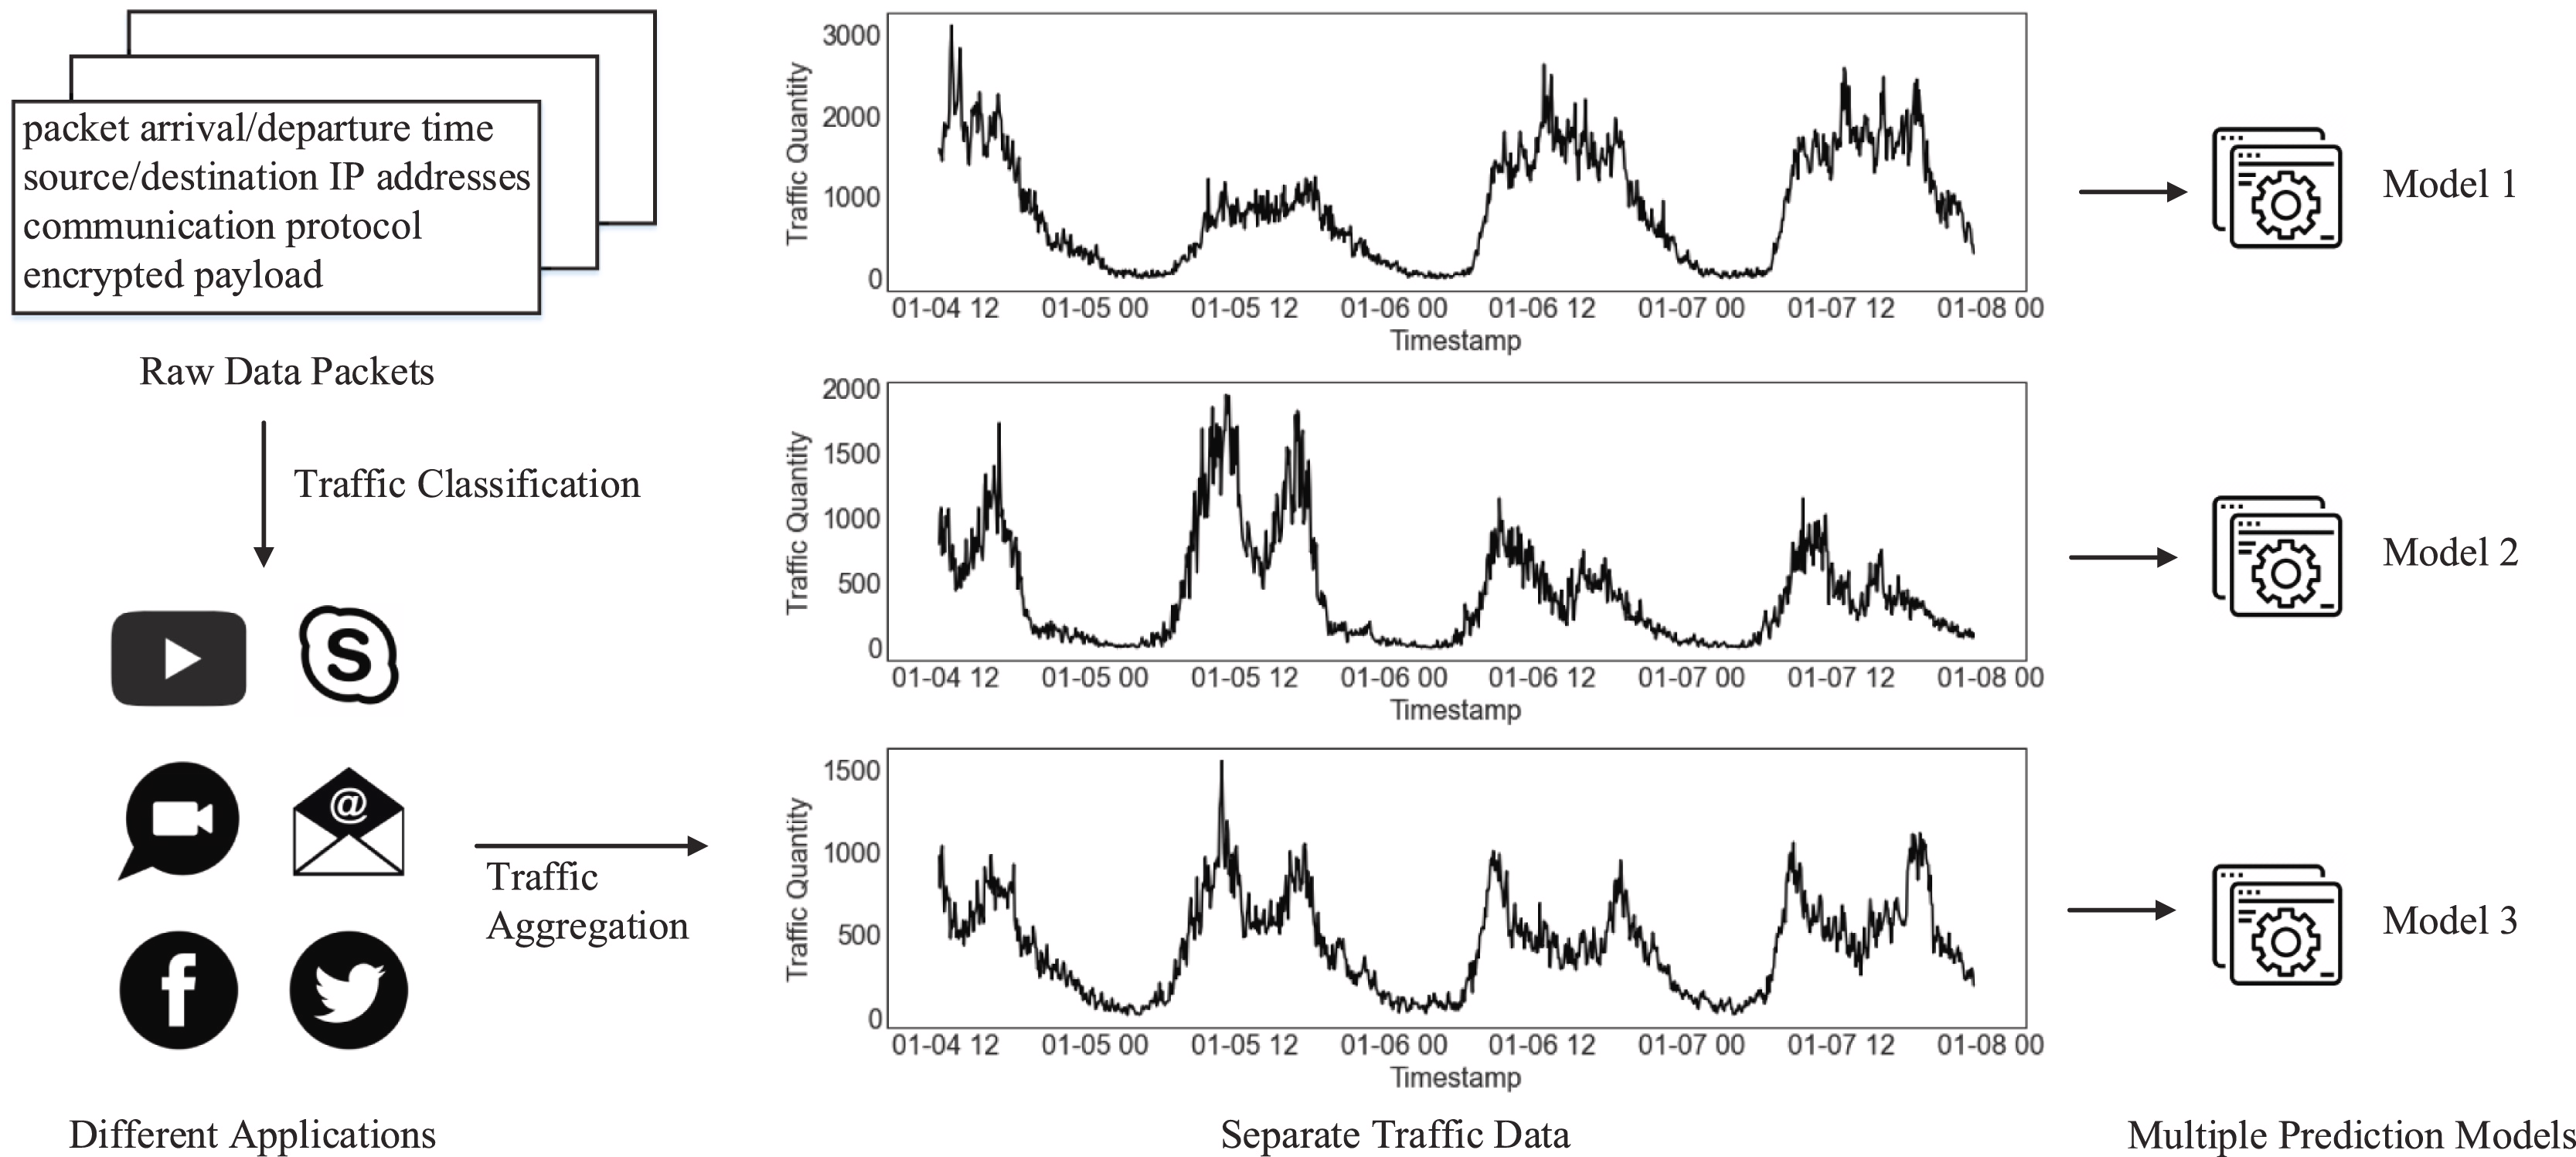 packet arrival/departure time
source/destination IP addresses
communication protocol
encrypted payload
Raw Data Packets
Traffic Classification
S
@
f
Different Applications
Traffic
Aggregation
Traffic Quantity
3000
2000
1000
0
01-04 12 01-05 00 01-05 12 01-06 00 01-06 12 01-07 00 01-07 12 01-08 00
Timestamp
Traffic Quantity
2000
1500
1000
500
0
01-04 12 01-05 00 01-05 12 01-06 00 01-06 12 01-07 00 01-07 12 01-08 00
Timestamp
Traffic Quantity
1500
1000
500
0
01-04 12 01-05 00 01-05 12 01-06 00 01-06 12 01-07 00 01-07 12 01-08 00
Timestamp
Separate Traffic Data
Model 1
Model 2
Model 3
Multiple Prediction Models